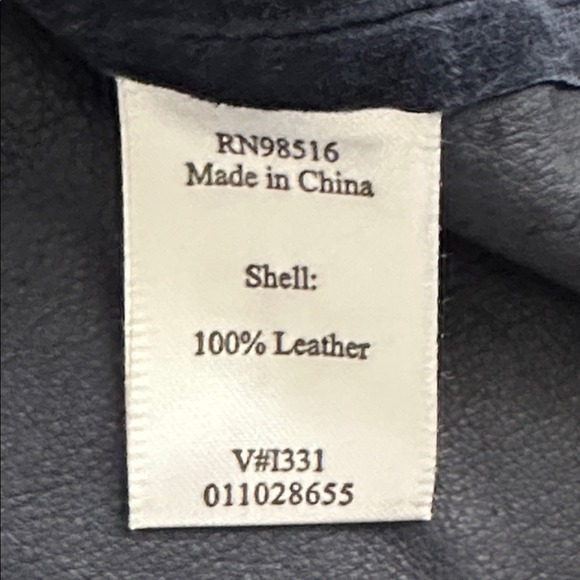 RN98516
Made in China
Shell:
100% Leather
V#I331
011028655